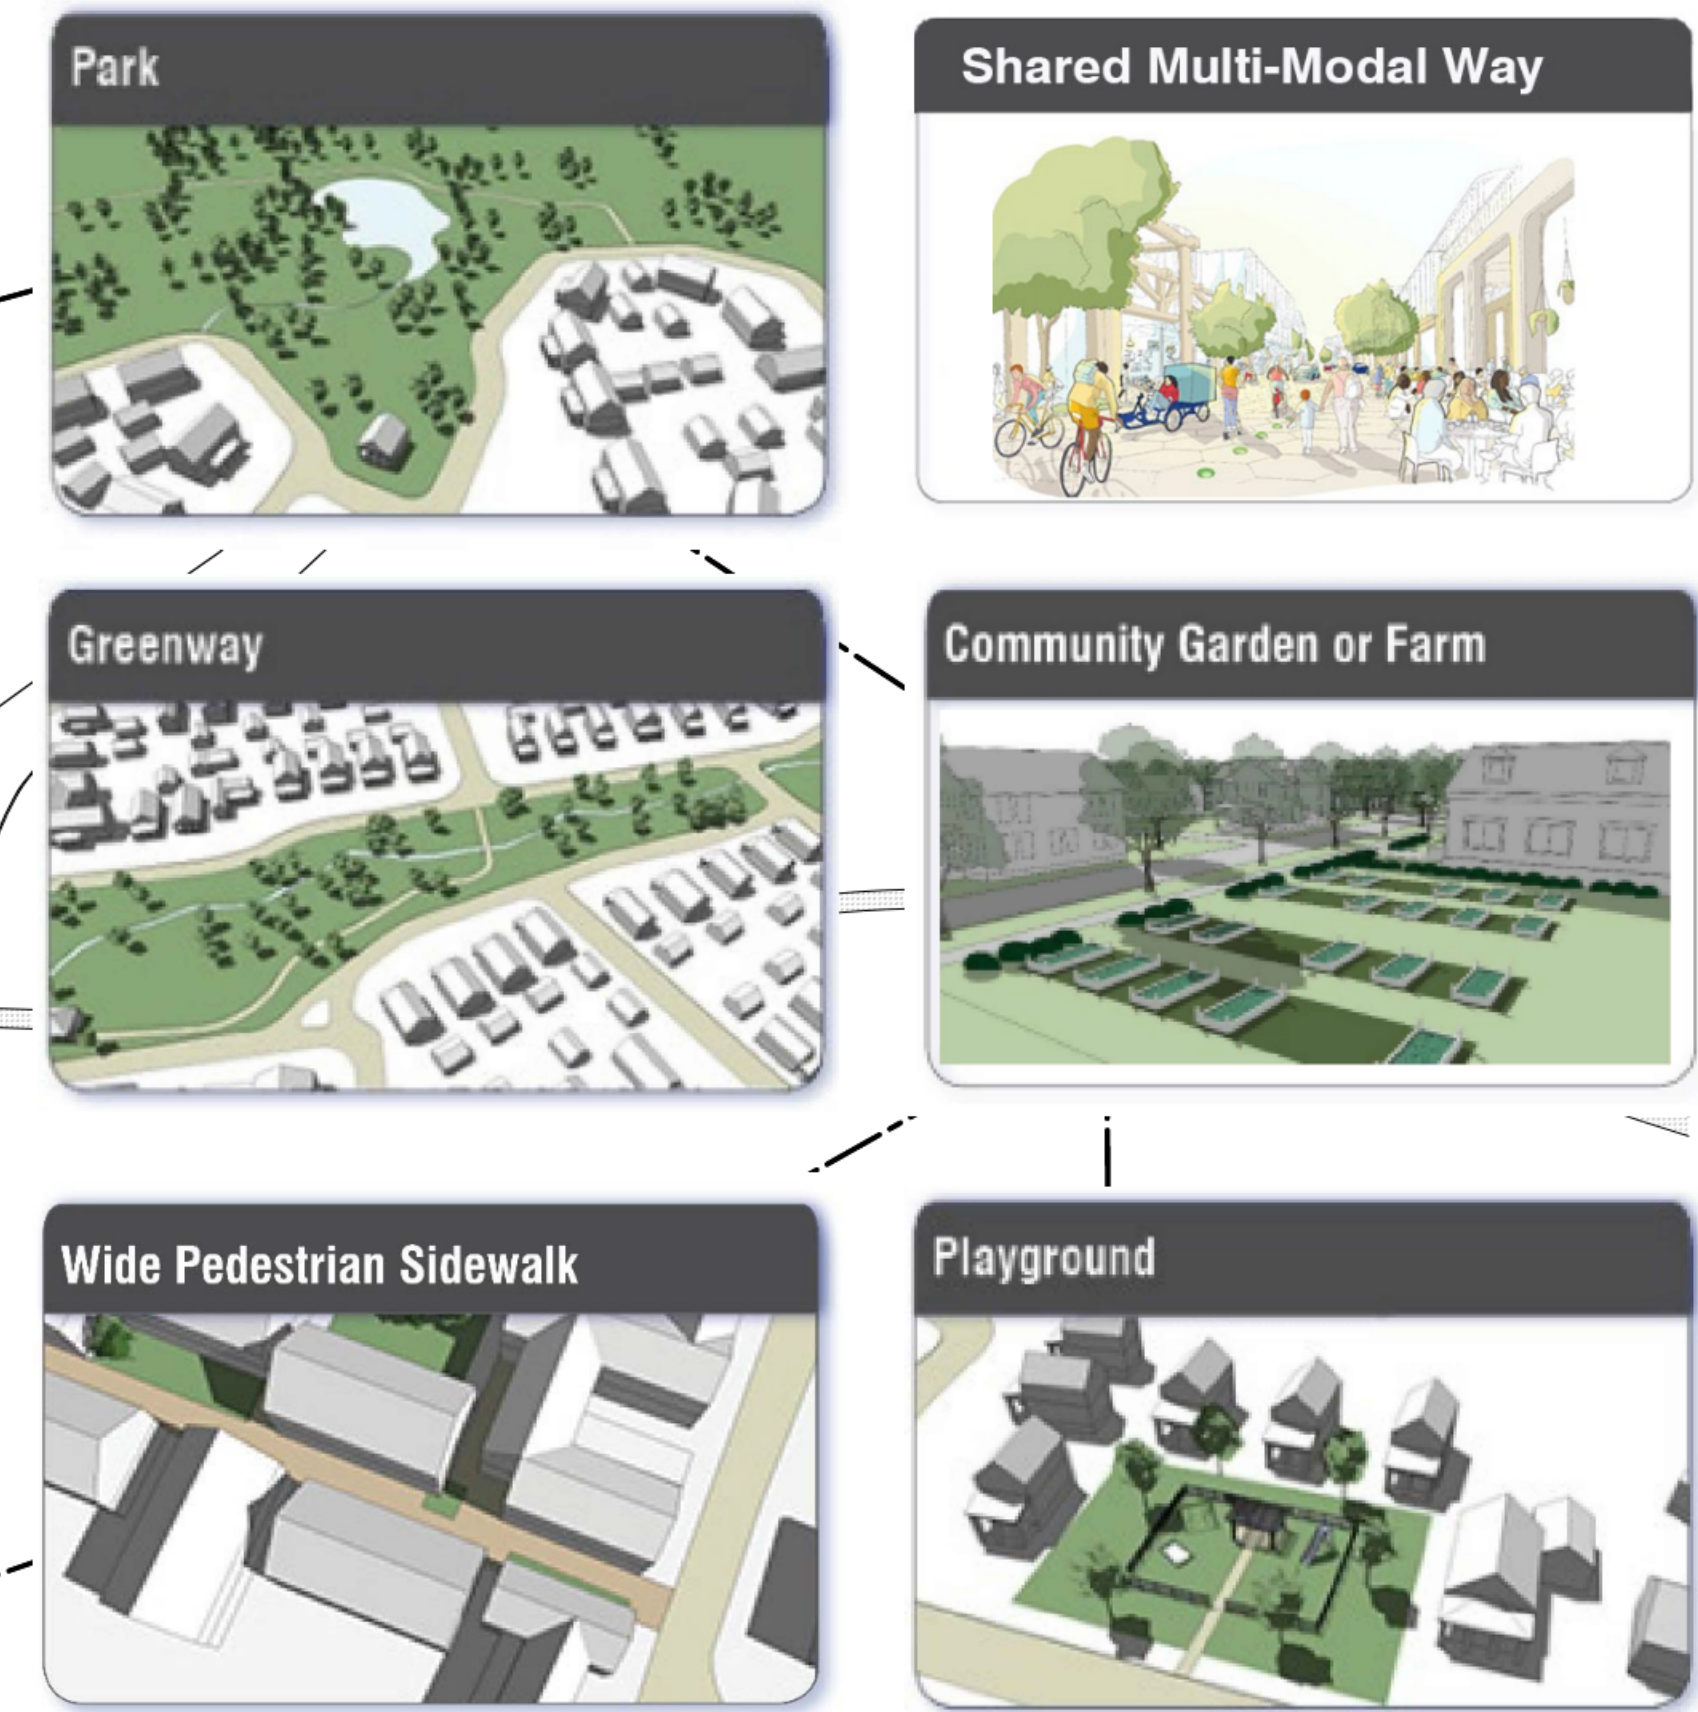 Park
Shared Multi-Modal Way
Greenway
Community Garden or Farm
Wide Pedestrian Sidewalk
Playground